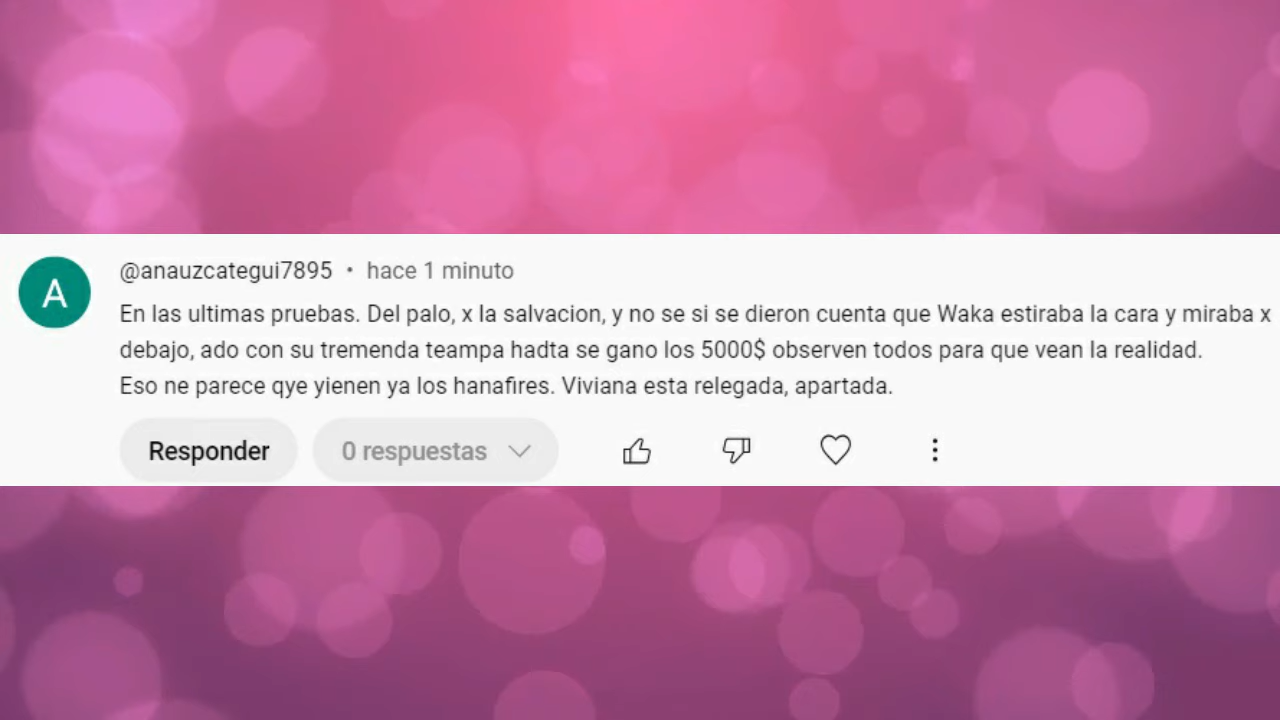 A
@anauzcategui7895 • hace 1 minuto
En las ultimas pruebas. Del palo, x la salvacion, y no se si se dieron cuenta que Waka estiraba la cara y miraba x
debajo, ado con su tremenda teampa hadta se gano los 5000$ observen todos para que vean la realidad.
Eso ne parece qye yienen ya los hanafires. Viviana esta relegada, apartada.
Responder 0 respuestas